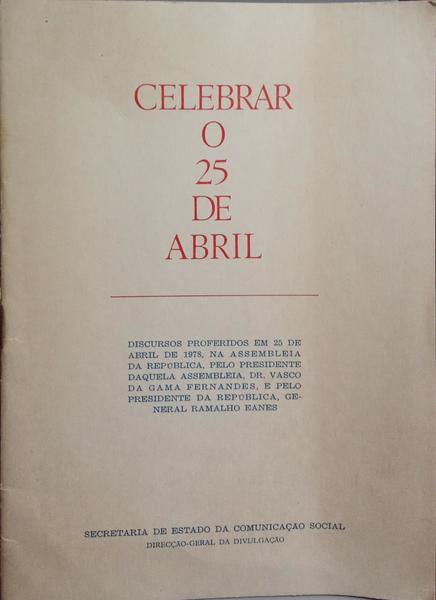 CELEBRAR
O
25
DE
ABRIL
DISCURSOS PROFERIDOS EM 25 DE
ABRIL DE 1978, NA ASSEMBLEIA
DA REPÚBLICA, PELO PRESIDENTE
DAQUELA ASSEMBLEIA, DR. VASCO
DA GAMA FERNANDES, E PELO
PRESIDENTE DA REPÚBLICA, GE-
NERAL RAMALHO EANES
SECRETARIA DE ESTADO DA COMUNICAÇÃO SOCIAL
DIRECÇÃO-GERAL DA DIVULGAÇÃO